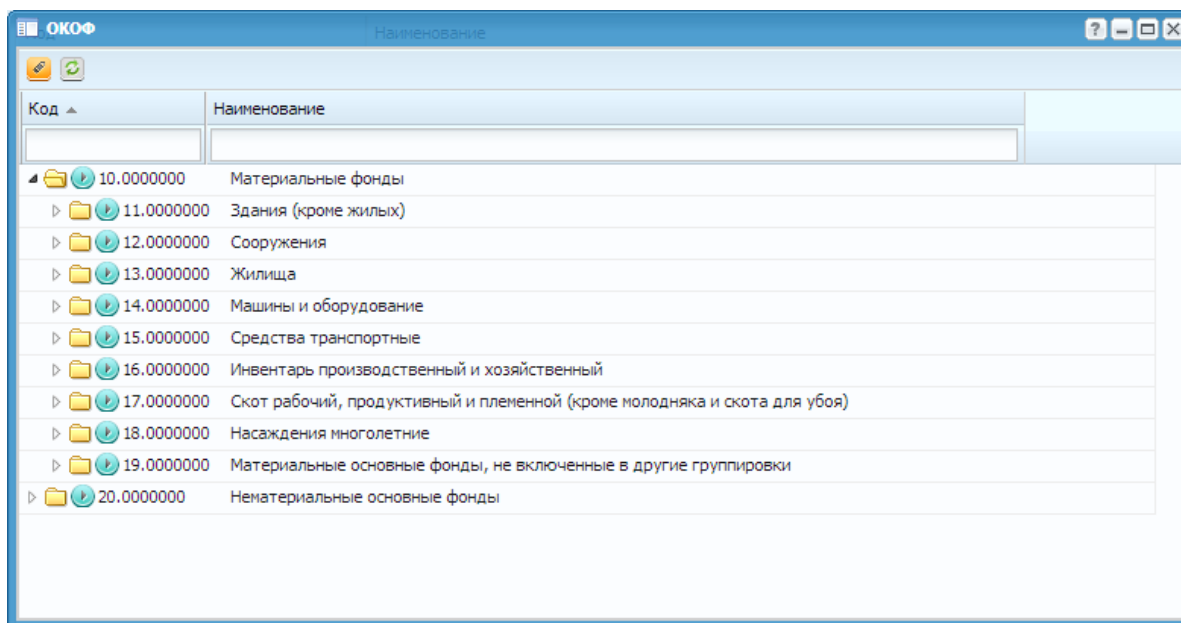 ОКОФ
Наименование
Код Наименование
10.0000000 Материальные фонды
11.0000000 Здания (кроме жилых)
12.0000000 Сооружения
13.0000000 Жилища
14.0000000 Машины и оборудование
15.0000000 Средства транспортные
16.0000000 Инвентарь производственный и хозяйственный
17.0000000 Скот рабочий, продуктивный и племенной (кроме молодняка и скота для убоя)
18.0000000 Насаждения многолетние
19.0000000 Материальные основные фонды, не включенные в другие группировки
20.0000000 Нематериальные основные фонды